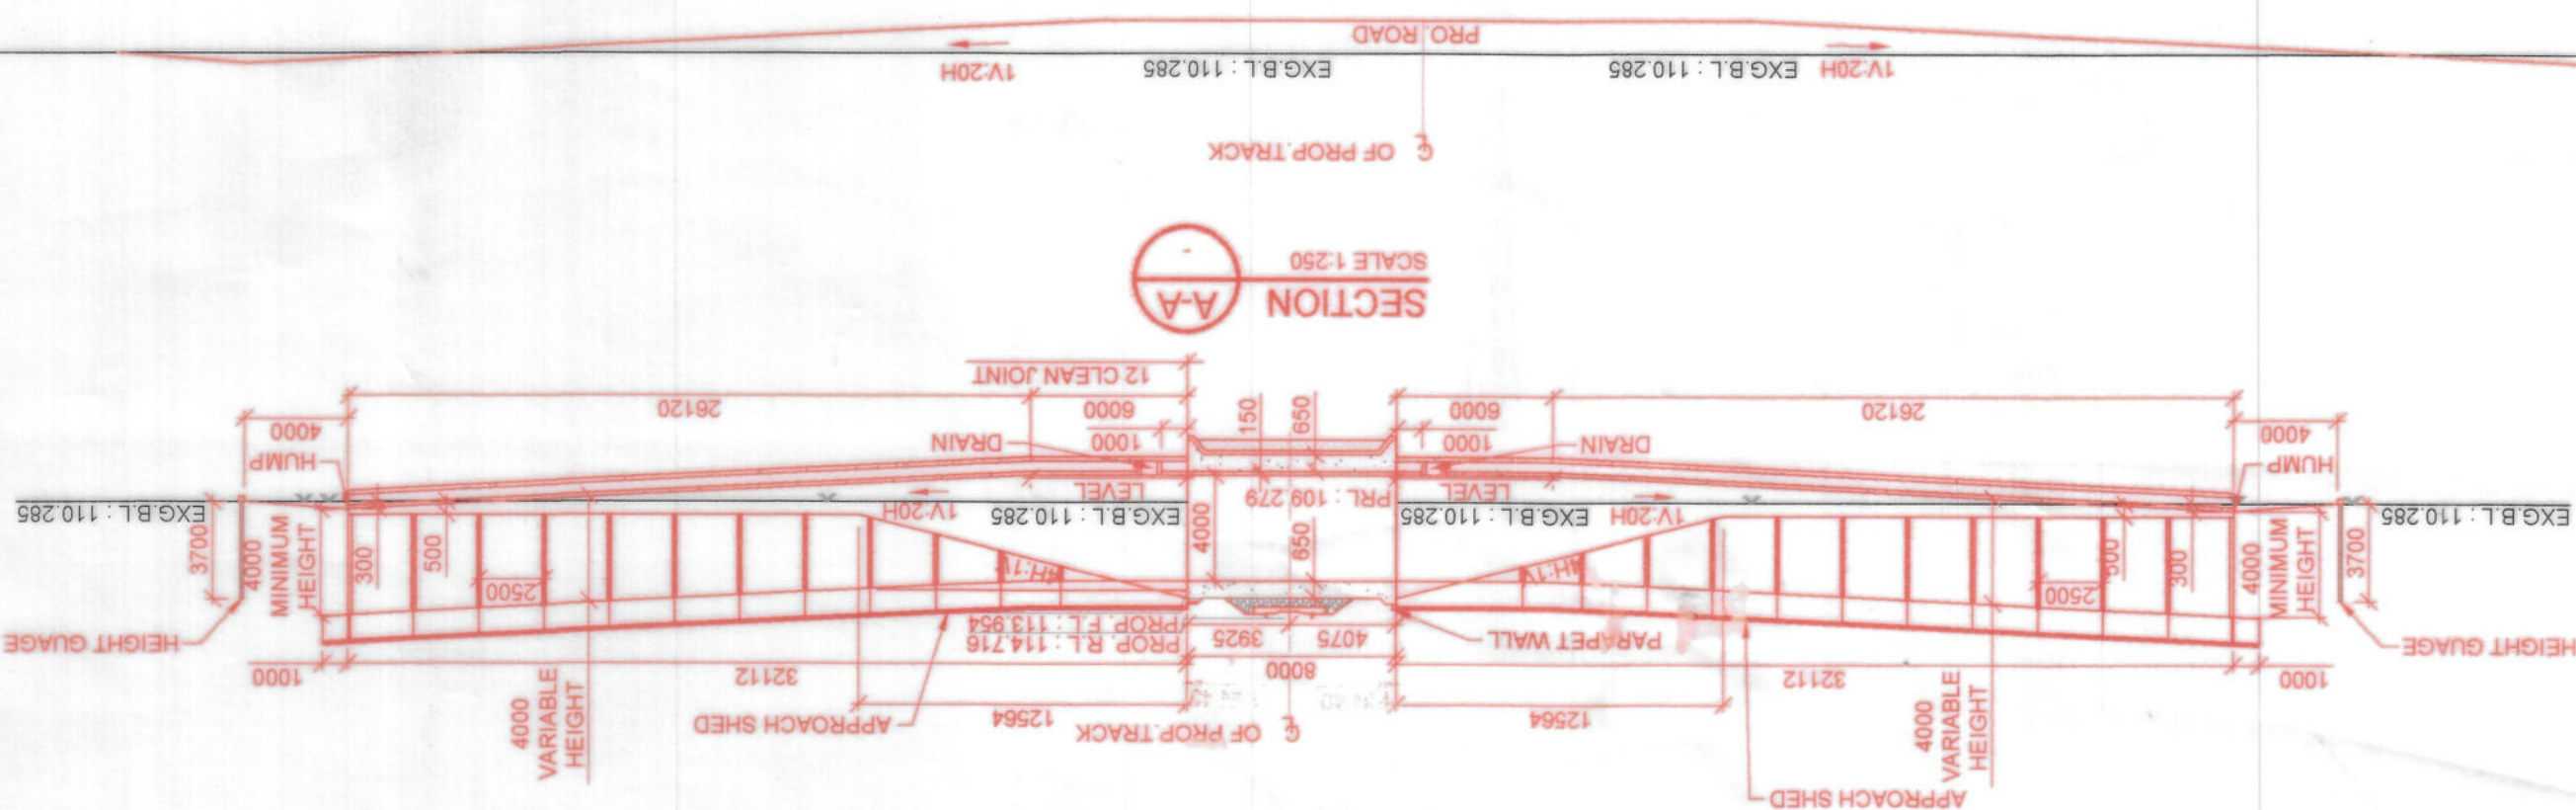 APPROACH SHED
4000
VARIABLE
HEIGHT
12564
℄ OF PROP.TRACK
12564
APPROACH SHED
4000
VARIABLE
HEIGHT
1000
32112
8000
32112
1000
HEIGHT GUAGE
PARAPET WALL
4075
3925
PROP. R.L : 114.716
PROP. F.L : 113.954
HEIGHT GUAGE
3700
4000
MINIMUM
HEIGHT
300
500
2500
4H:1V
650
4H:1V
2500
500
300
4000
MINIMUM
HEIGHT
3700
EXG.B.L : 110.285
1V:20H
EXG.B.L : 110.285
4000
EXG.B.L : 110.285
1V:20H
EXG.B.L : 110.285
LEVEL
PRL : 109.279
LEVEL
HUMP
4000
DRAIN
1000
6000
26120
650
150
1000
DRAIN
6000
26120
HUMP
4000
12 CLEAN JOINT
SECTION
A-A
-
SCALE 1:250
℄ OF PROP.TRACK
1V:20H
EXG.B.L : 110.285
EXG.B.L : 110.285
1V:20H
PRO. ROAD